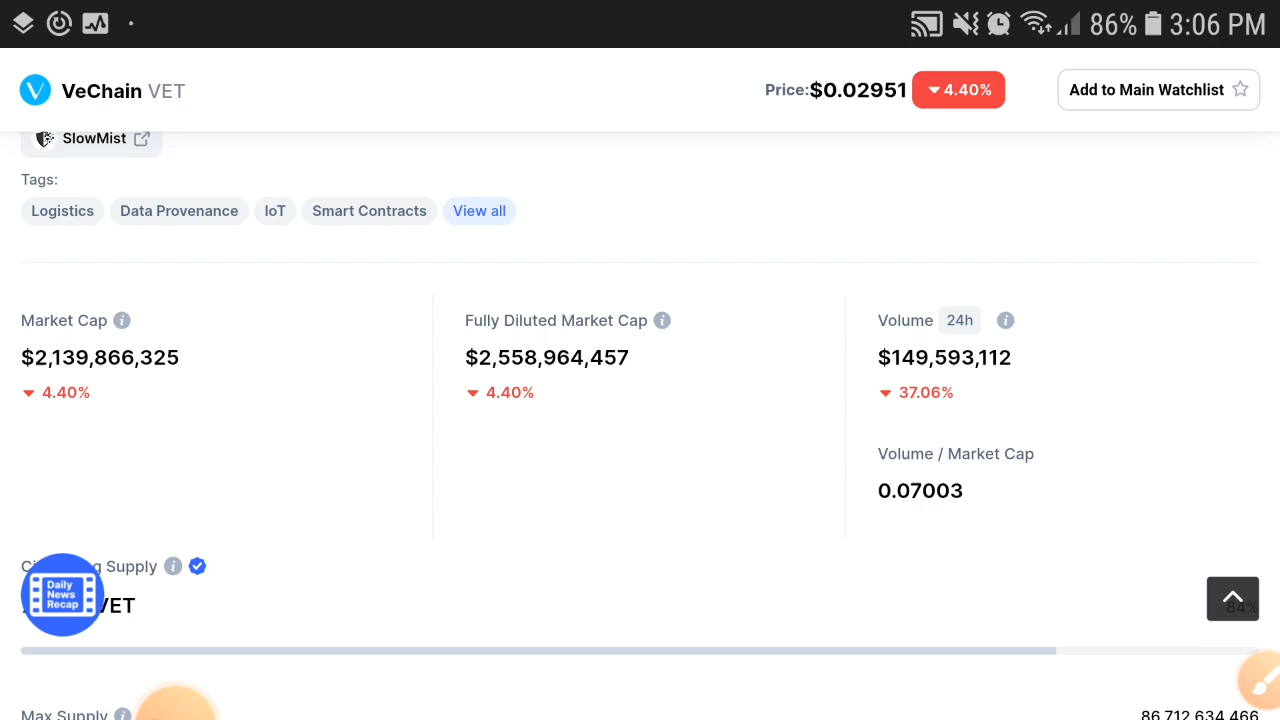 86% 3:06 PM
VeChain VET Price:$0.02951 4.40% Add to Main Watchlist
SlowMist
Tags:
Logistics Data Provenance IoT Smart Contracts View all
Market Cap Fully Diluted Market Cap Volume 24h
$2,139,866,325 $2,558,964,457 $149,593,112
4.40% 4.40% 37.06%
Volume / Market Cap
0.07003
Supply
Daily
News
Recap
VET
84%
Max Supply 86,712,634,466